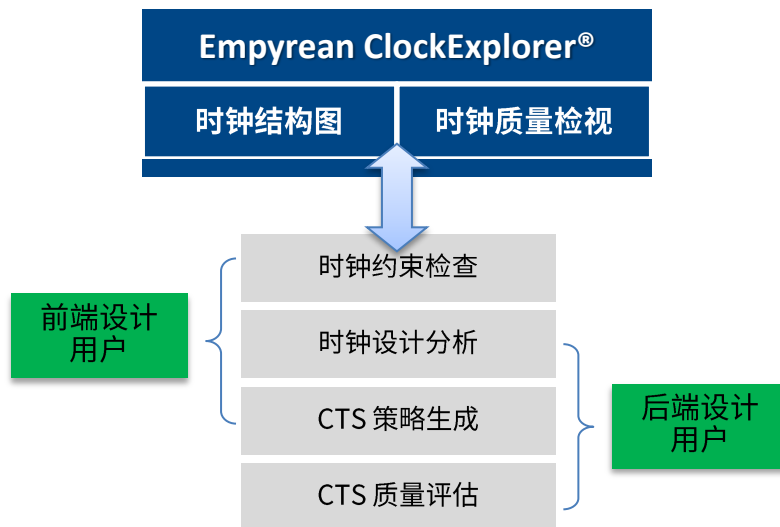 Empyrean ClockExplorer®
时钟结构图
时钟质量检视
时钟约束检查
前端设计
用户
时钟设计分析
CTS 策略生成
后端设计
用户
CTS 质量评估